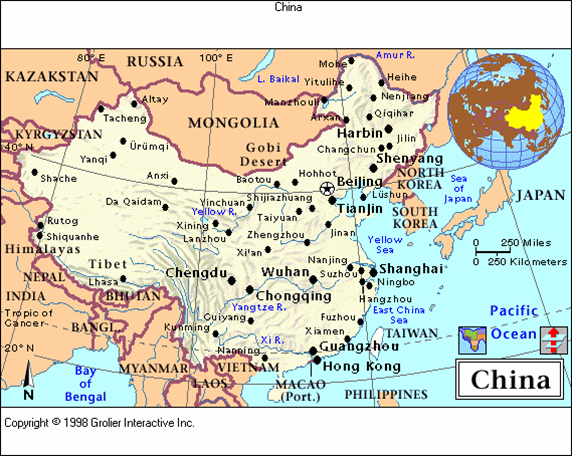 China
80° E
100° E
RUSSIA
Amur R.
Mohe
L. Baikal
Yitulihe
Heihe
KAZAKSTAN
Altay
Manzhouli
Nenjiang
Tacheng
Arxan
Qiqihar
MONGOLIA
KYRGYZSTAN
Harbin
40° N
Ürümqi
Gobi
Desert
Jilin
Changchun
Yanqi
Shenyang
Hohhot
Shache
Anxi
Baotou
Beijing
NORTH
KOREA
Sea
of
Japan
Lüshun
JAPAN
Da Qaidam
Yinchuan
Shijiazhuang
Tianjin
Yellow R.
Taiyuan
SOUTH
KOREA
Rutog
Xining
Jinan
Shiquanhe
Lanzhou
Zhengzhou
Yellow
Sea
0 250 Miles
0 250 Kilometers
Himalayas
Xi'an
Tibet
Nanjing
NEPAL
Chengdu
Wuhan
Suzhou
Shanghai
Lhasa
Ningbo
INDIA
BHUTAN
Chongqing
Hangzhou
Tropic of
Cancer
Yangtze R.
East China
Sea
Pacific
Ocean
Guiyang
Fuzhou
BANGL.
Kunming
Xiamen
TAIWAN
Xi R.
20° N
Nanning
Guangzhou
Hong Kong
MYANMAR
VIETNAM
N
Bay
of
Bengal
LAOS
MACAO
(Port.)
PHILIPPINES
China
Copyright © 1998 Grolier Interactive Inc.